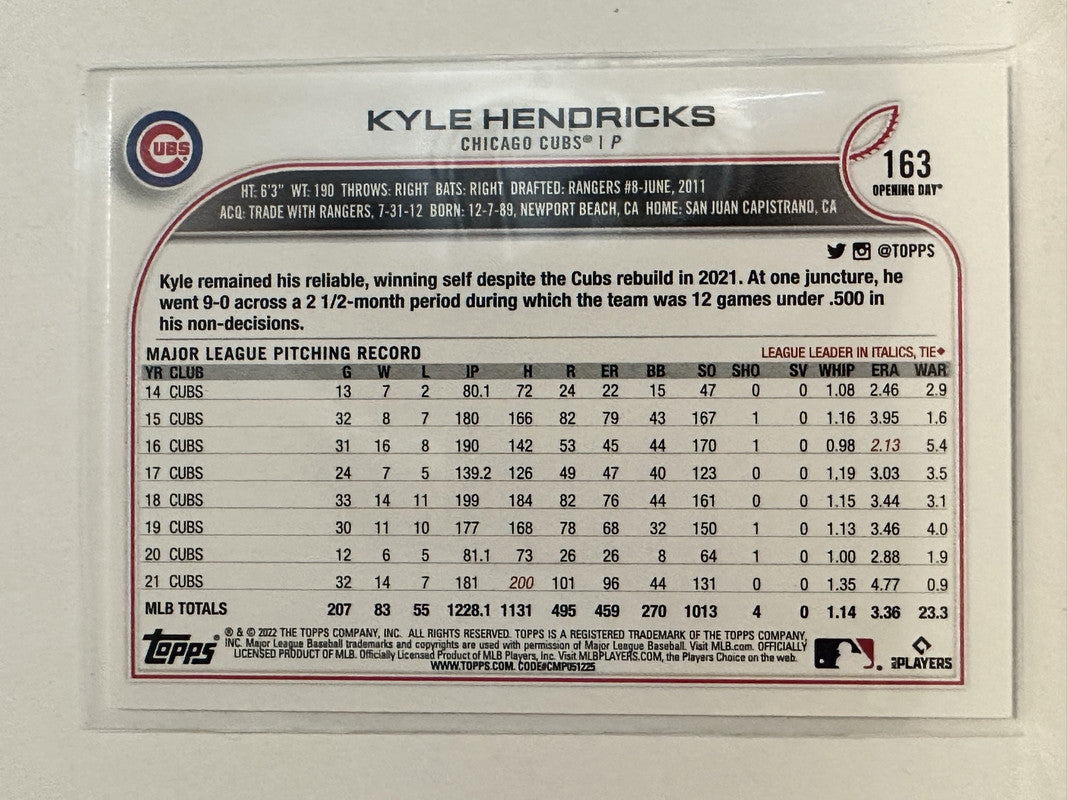 CUBS
KYLE HENDRICKS
CHICAGO CUBS® | P
163
OPENING DAY®
HT: 6'3" WT: 190 THROWS: RIGHT BATS: RIGHT DRAFTED: RANGERS #8-JUNE, 2011
ACQ: TRADE WITH RANGERS, 7-31-12 BORN: 12-7-89, NEWPORT BEACH, CA HOME: SAN JUAN CAPISTRANO, CA
@TOPPS
Kyle remained his reliable, winning self despite the Cubs rebuild in 2021. At one juncture, he
went 9-0 across a 2 1/2-month period during which the team was 12 games under .500 in
his non-decisions.
MAJOR LEAGUE PITCHING RECORD LEAGUE LEADER IN ITALICS, TIE◆
YR CLUB G W L IP H R ER BB SO SHO SV WHIP ERA WAR
14 CUBS 13 7 2 80.1 72 24 22 15 47 0 0 1.08 2.46 2.9
15 CUBS 32 8 7 180 166 82 79 43 167 1 0 1.16 3.95 1.6
16 CUBS 31 16 8 190 142 53 45 44 170 1 0 0.98 2.13 5.4
17 CUBS 24 7 5 139.2 126 49 47 40 123 0 0 1.19 3.03 3.5
18 CUBS 33 14 11 199 184 82 76 44 161 0 0 1.15 3.44 3.1
19 CUBS 30 11 10 177 168 78 68 32 150 1 0 1.13 3.46 4.0
20 CUBS 12 6 5 81.1 73 26 26 8 64 1 0 1.00 2.88 1.9
21 CUBS 32 14 7 181 200 101 96 44 131 0 0 1.35 4.77 0.9
MLB TOTALS 207 83 55 1228.1 1131 495 459 270 1013 4 0 1.14 3.36 23.3
Topps®
® & © 2022 THE TOPPS COMPANY, INC. ALL RIGHTS RESERVED. TOPPS IS A REGISTERED TRADEMARK OF THE TOPPS COMPANY,
INC. Major League Baseball trademarks and copyrights are used with permission of Major League Baseball. Visit MLB.com. OFFICIALLY
LICENSED PRODUCT OF MLB. Officially Licensed Product of MLB Players, Inc. Visit MLBPLAYERS.COM, the Players Choice on the web.
WWW.TOPPS.COM. CODE#CMP051225
MLBPLAYERS